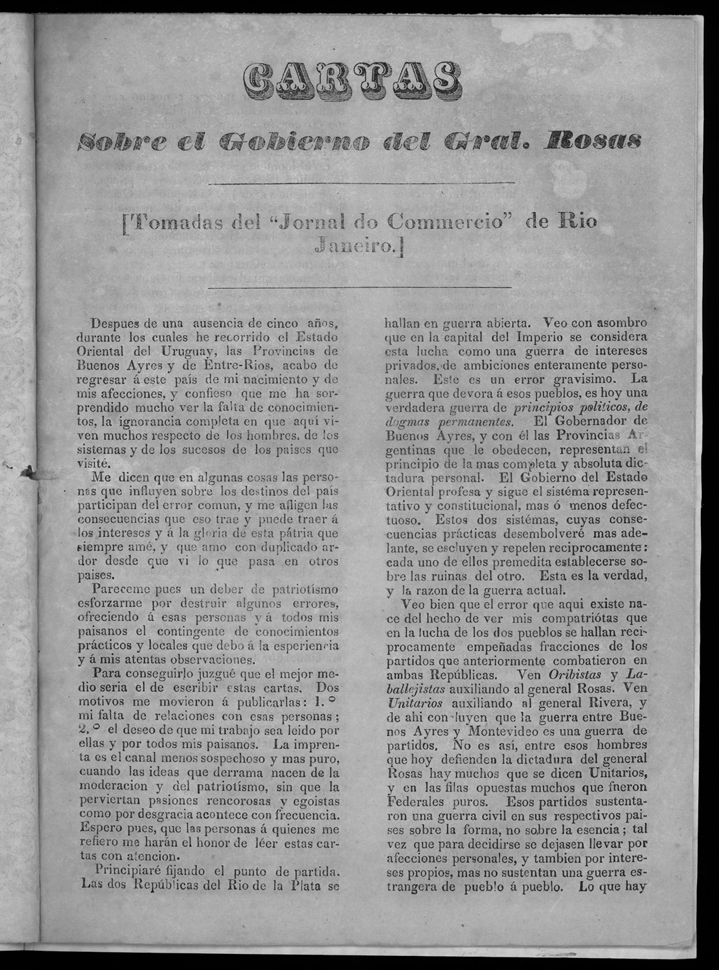 CARTAS
Sobre el Gobierno del Gral. Rosas
[Tomadas del "Jornal do Commercio" de Rio
Janeiro.]
Despues de una ausencia de cinco años,
durante los cuales he recorrido el Estado
Oriental del Uruguay, las Provincias de
Buenos Ayres y de Entre-Rios, acabo de
regresar á este país de mi nacimiento y de
mis afecciones, y confieso que me ha sor-
prendido mucho ver la falta de conocimien-
tos, la ignorancia completa en que aqui vi-
ven muchos respecto de los hombres. de los
sistemas y de los sucesos de los paises que
visité.
Me dicen que en algunas cosas las perso-
nas que influyen sobre los destinos del pais
participan del error comun, y me afligen las
consecuencias que eso trae y puede traer á
los intereses y á la gloria de esta pátria que
siempre amé, y que amo con duplicado ar-
dor desde que vi lo que pasa en otros
paises.
Pareceme pues un deber de patriotismo
esforzarme por destruir algunos errores,
ofreciendo á esas personas y á todos mis
paisanos el contingente de conocimientos
prácticos y locales que debo á la esperiencia
y á mis atentas observaciones.
Para conseguirlo juzgué que el mejor me-
dio seria el de escribir estas cartas. Dos
motivos me movieron á publicarlas: 1.°
mi falta de relaciones con esas personas;
2.° el deseo de que mi trabajo sea leido por
ellas y por todos mis paisanos. La impren-
ta es el canal menos sospechoso y mas puro,
cuando las ideas que derrama nacen de la
moderacion y del patriotismo, sin que la
perviertan pasiones rencorosas y egoistas
como por desgracia acontece con frecuencia.
Espero pues, que las personas á quienes me
refiero me harán el honor de léer estas car-
tas con atencion.
Principiaré fijando el punto de partida.
Las dos Repúblicas del Rio de la Plata se
hallan en guerra abierta. Veo con asombro
que en la capital del Imperio se considera
esta lucha como una guerra de intereses
privados, de ambiciones enteramente perso-
nales. Este es un error gravisimo. La
guerra que devora á esos pueblos, es hoy una
verdadera guerra de principios politicos, de
dogmas permanentes. El Gobernador de
Buenos Ayres, y con él las Provincias Ar-
gentinas que le obedecen, representan el
principio de la mas completa y absoluta dic-
tadura personal. El Gobierno del Estado
Oriental profesa y sigue el sistéma represen-
tativo y constitucional, mas ó menos defec-
tuoso. Estos dos sistémas, cuyas conse-
cuencias prácticas desembolveré mas ade-
lante, se escluyen y repelen reciprocamente:
cada uno de ellos premedita establecerse so-
bre las ruinas del otro. Esta es la verdad,
y la razon de la guerra actual.
Veo bien que el error que aqui existe na-
ce del hecho de ver mis compatriótas que
en la lucha de los dos pueblos se hallan reci-
procamente empeñadas fracciones de los
partidos que anteriormente combatieron en
ambas Repúblicas. Ven Oribistas y La-
ballejistas auxiliando al general Rosas. Ven
Unitarios auxiliando al general Rivera, y
de ahi concluyen que la guerra entre Bue-
nos Ayres y Montevideo es una guerra de
partidos. No es asi, entre esos hombres
que hoy defienden la dictadura del general
Rosas hay muchos que se dicen Unitarios,
y en las filas opuestas muchos que fueron
Federales puros. Esos partidos sustenta-
ron una guerra civil en sus respectivos pai-
ses sobre la forma, no sobre la esencia; tal
vez que para decidirse se dejasen llevar por
afecciones personales, y tambien por intere-
ses propios, mas no sustentan una guerra es-
trangera de pueblo á pueblo. Lo que hay